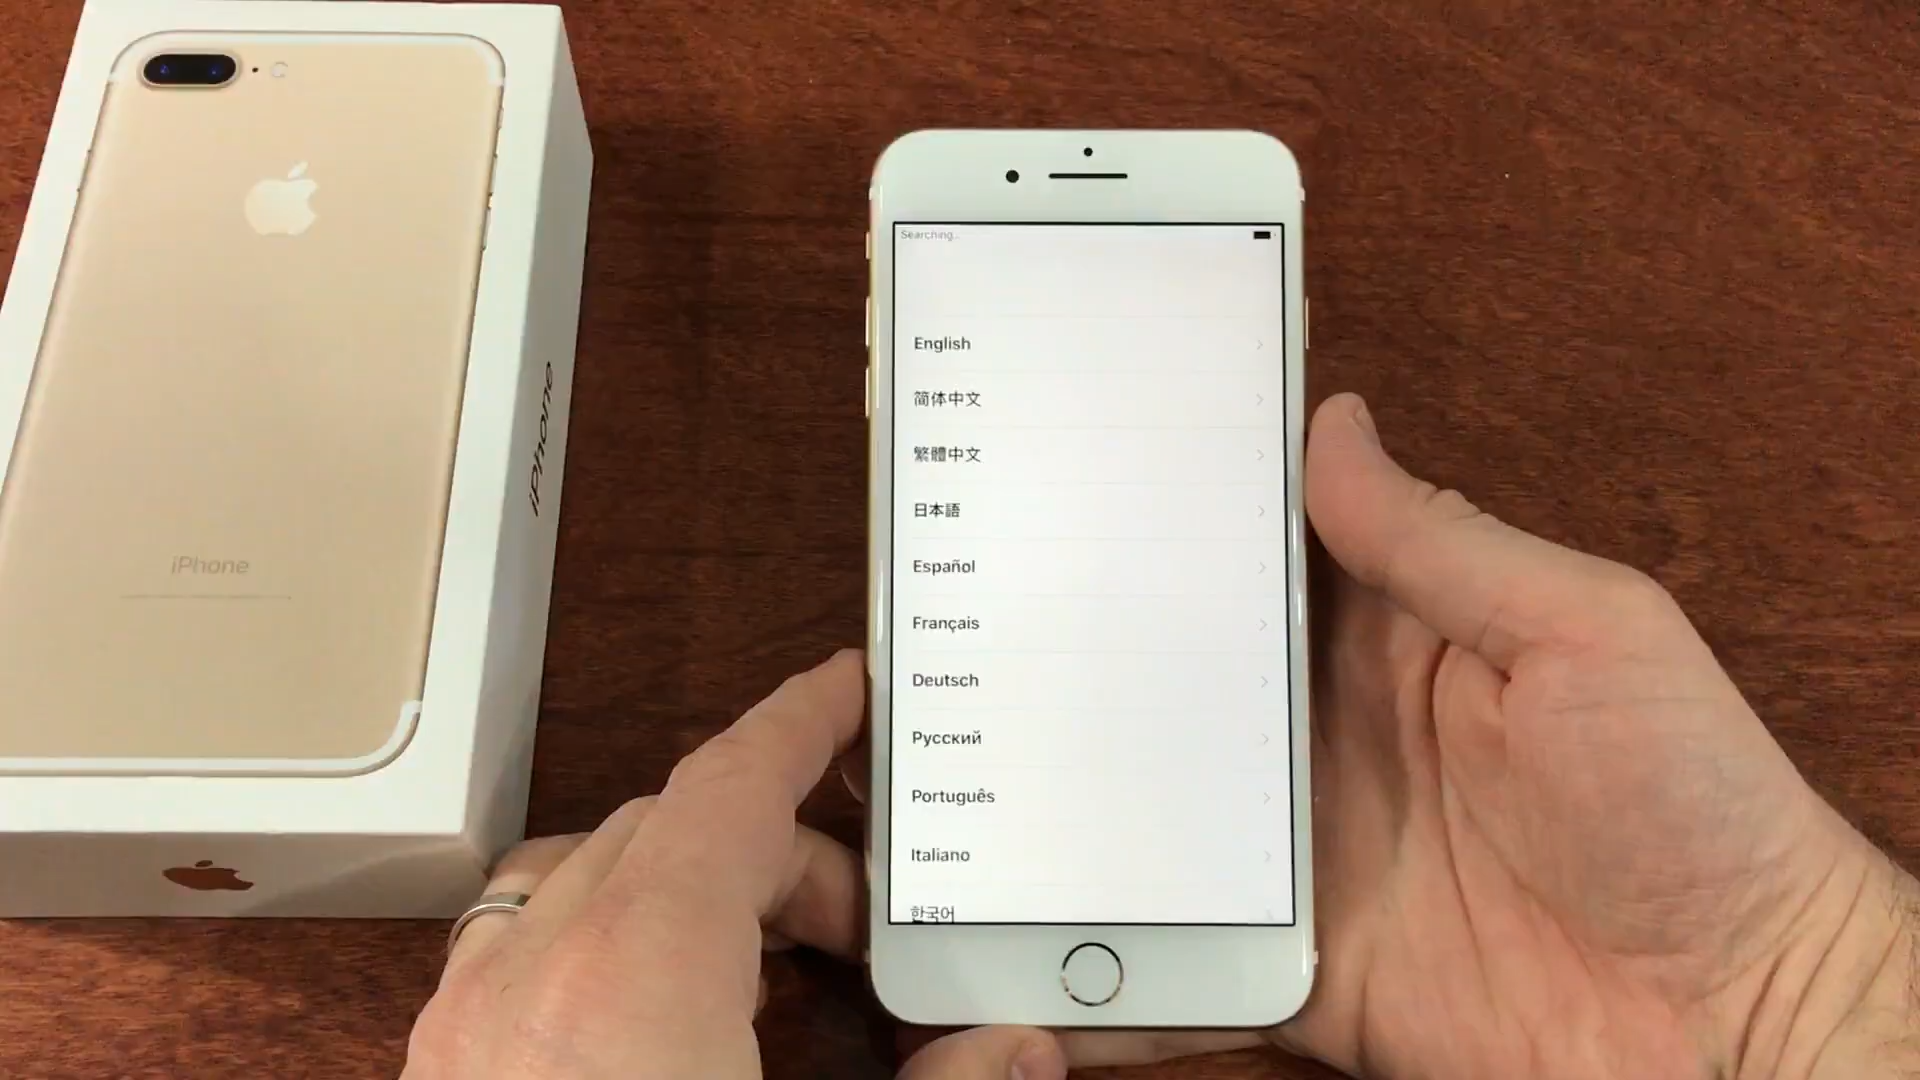 iPhone
iPhone
Searching...
English
简体中文
繁體中文
日本語
Español
Français
Deutsch
Русский
Português
Italiano
한국어